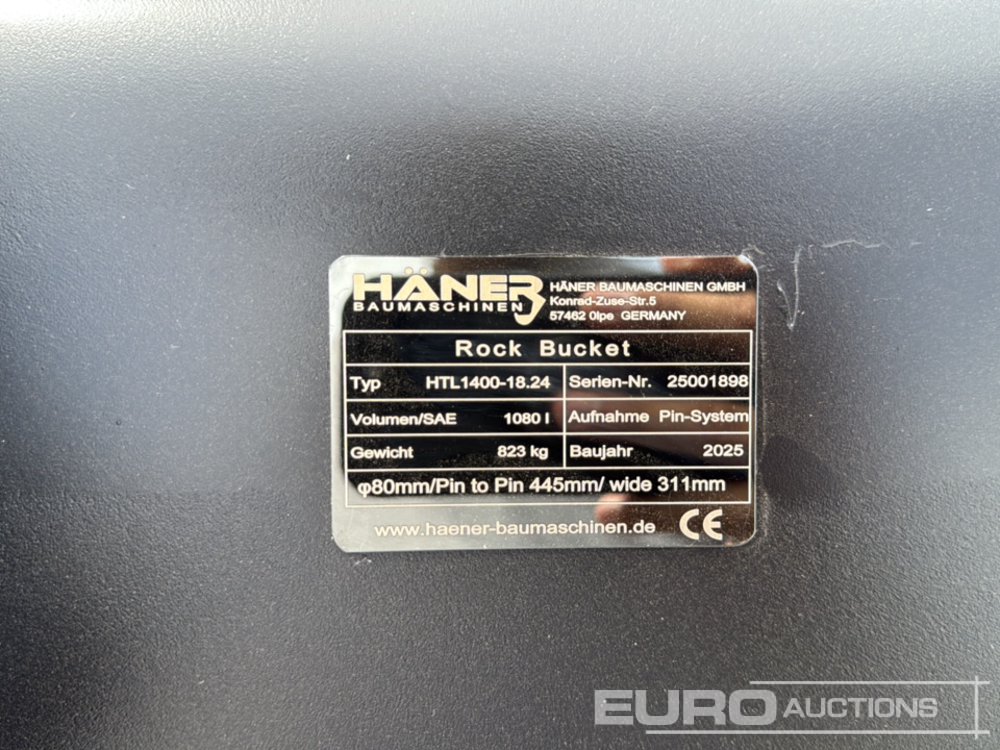 HÄNER
BAUMASCHINEN
HÄNER BAUMASCHINEN GMBH
Konrad-Zuse-Str.5
57462 Olpe GERMANY
Rock Bucket
Typ HTL1400-18.24 Serien-Nr. 25001898
Volumen/SAE 1080 l Aufnahme Pin-System
Gewicht 823 kg Baujahr 2025
φ80mm/Pin to Pin 445mm/ wide 311mm
www.haener-baumaschinen.de CE
EURO AUCTIONS